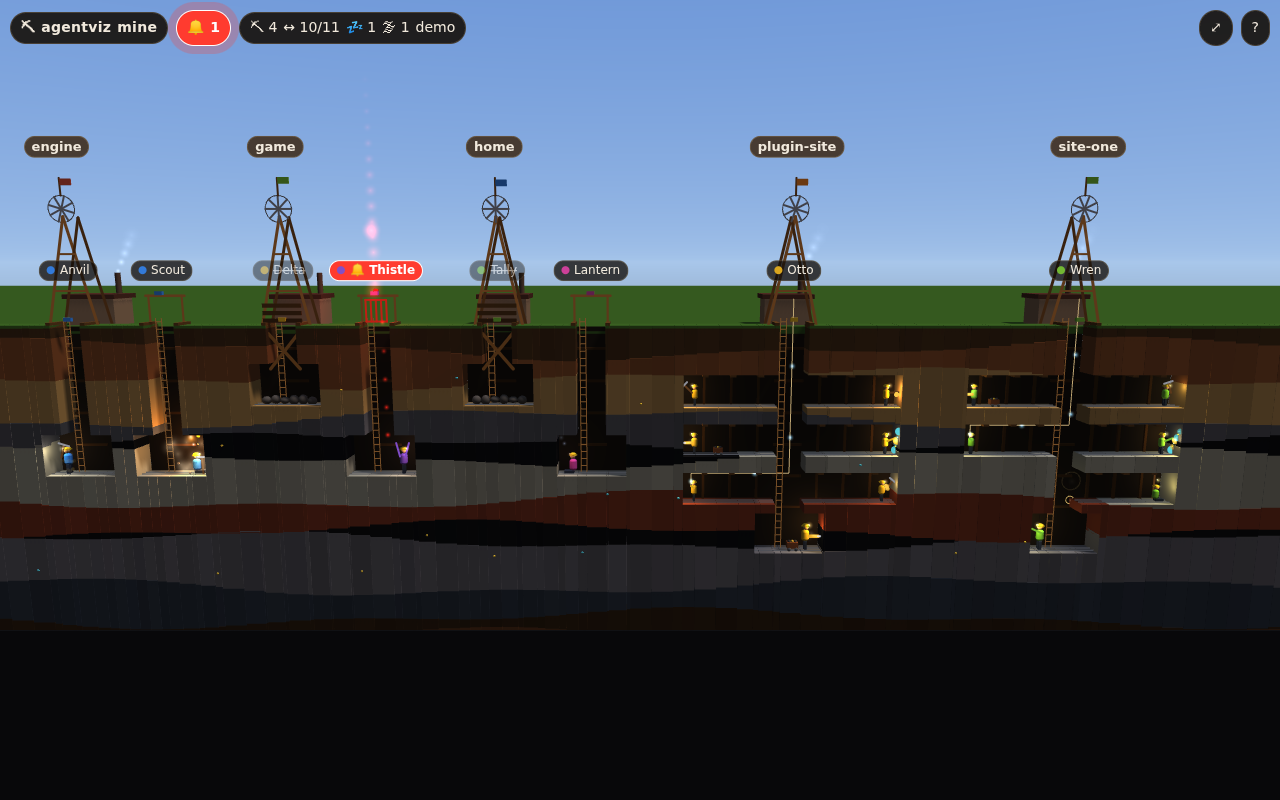 ⛏ agentviz mine
🔔 1
⛏ 4 ↔ 10/11 💤 1 🪨 1 demo
⤢
?
engine
game
home
plugin-site
site-one
Anvil
Scout
Delta
🔔 Thistle
Tally
Lantern
Otto
Wren